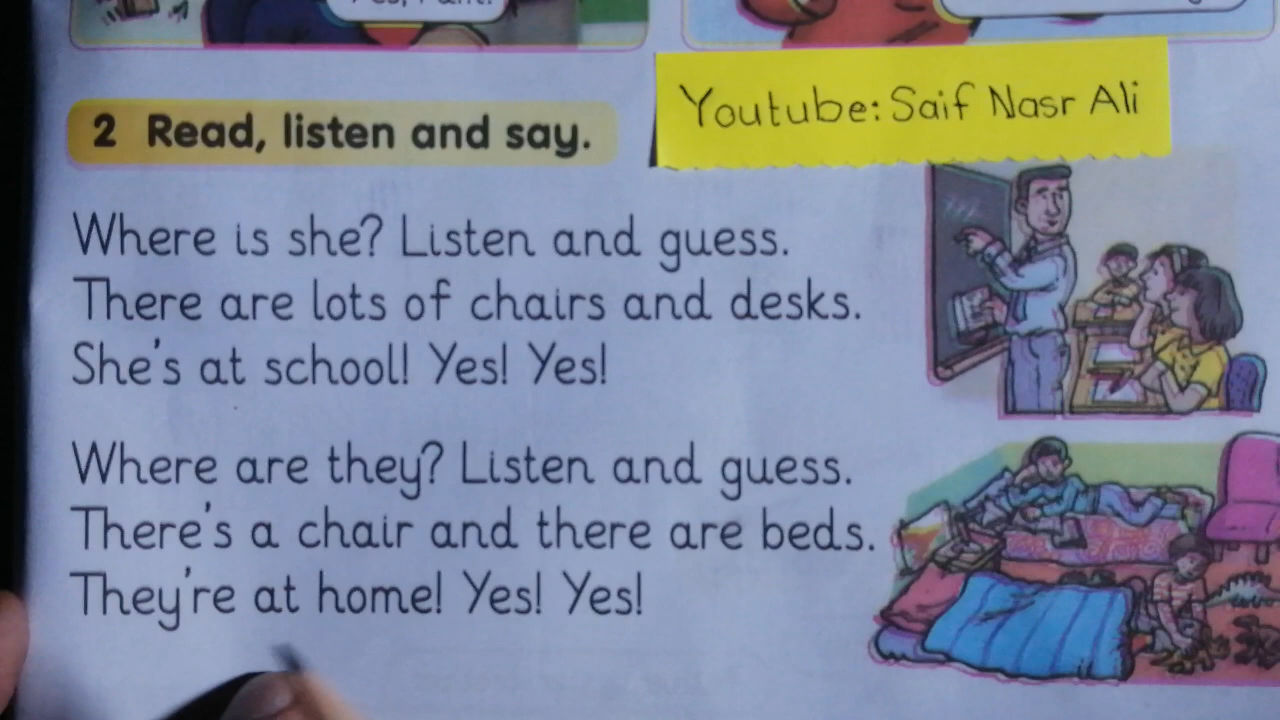 2 Read, listen and say.
Youtube: Saif Nasr Ali
Where is she? Listen and guess.
There are lots of chairs and desks.
She's at school! Yes! Yes!
Where are they? Listen and guess.
There's a chair and there are beds.
They're at home! Yes! Yes!